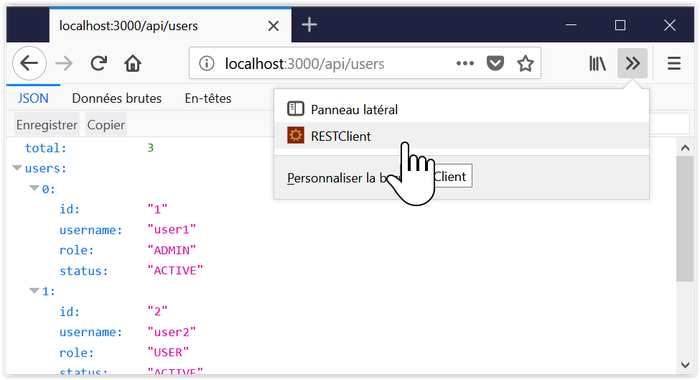 localhost:3000/api/users
localhost:3000/api/users
JSON Données brutes En-têtes
Enregistrer Copier
Panneau latéral
RESTClient
Personnaliser la b Client
total: 3
users:
0:
id: "1"
username: "user1"
role: "ADMIN"
status: "ACTIVE"
1:
id: "2"
username: "user2"
role: "USER"
status: "ACTIVE"